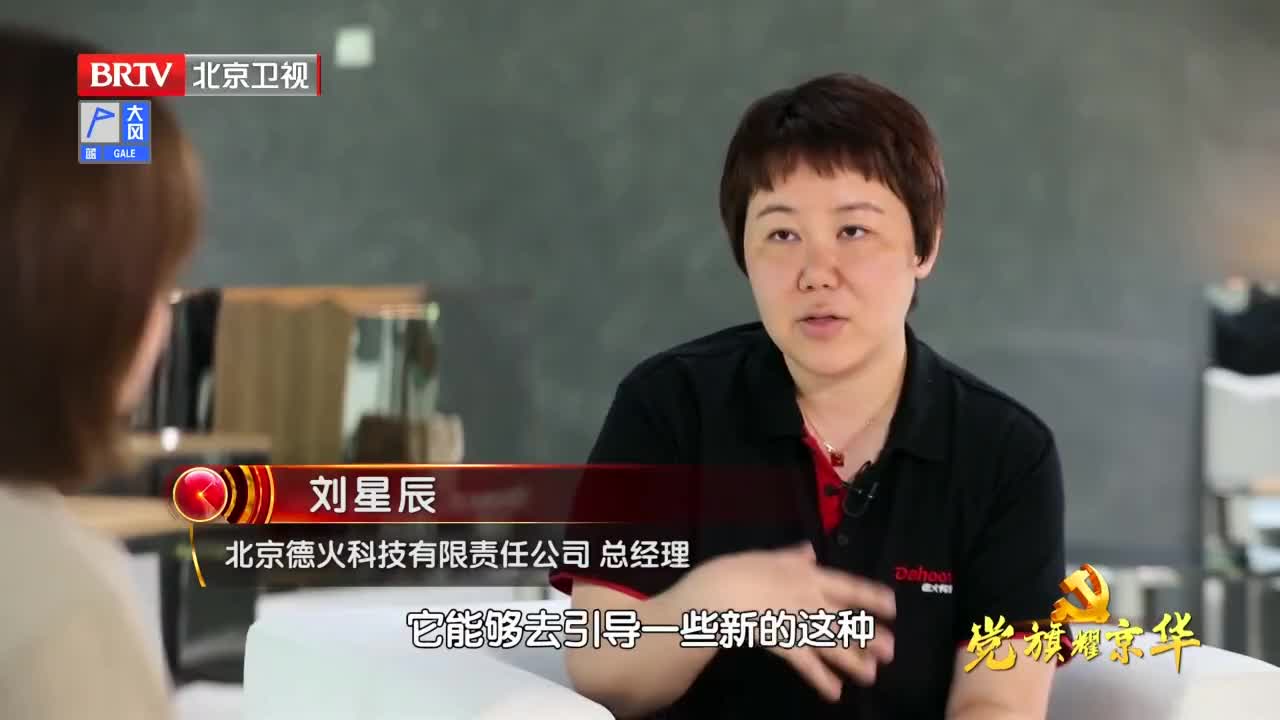 BRTV 北京卫视
大风
蓝 GALE
刘星辰
北京德火科技有限责任公司 总经理
Dehoo
它能够去引导一些新的这种
党旗耀京华